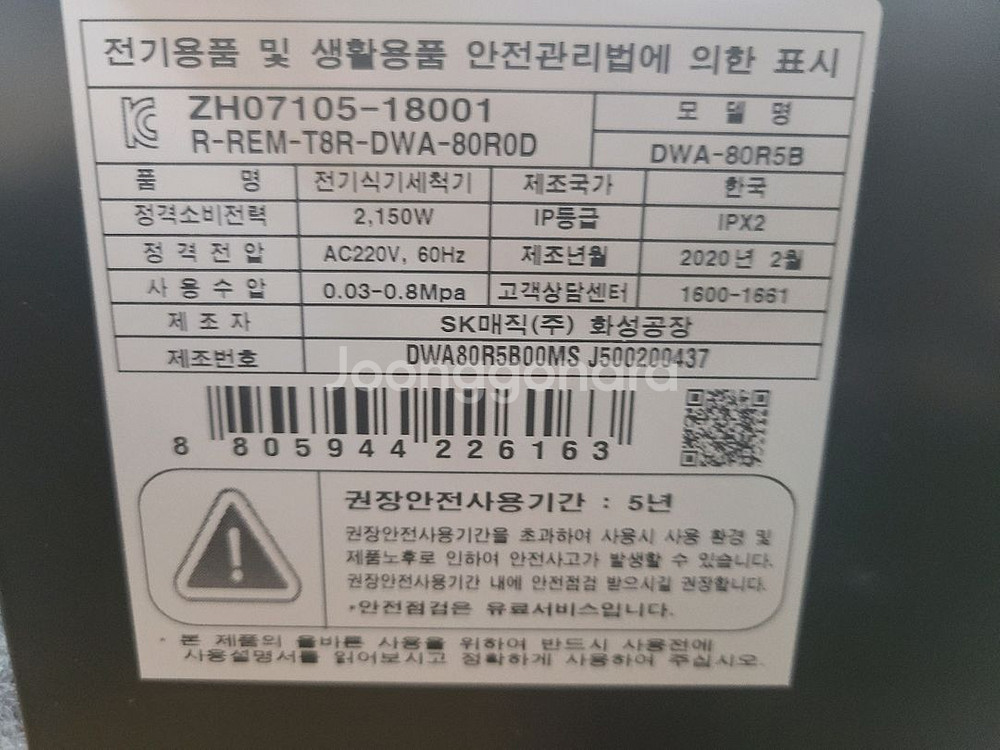 전기용품 및 생활용품 안전관리법에 의한 표시
ZH07105-18001
R-REM-T8R-DWA-80R0D
모 델 명
DWA-80R5B
품 명 전기식기세척기 제조국가 한국
정격소비전력 2,150W IP등급 IPX2
정 격 전 압 AC220V, 60Hz 제조년월 2020년 2월
사 용 수 압 0.03-0.8Mpa 고객상담센터 1600-1661
제 조 자 SK매직(주) 화성공장
제조번호 DWA80R5B00MS J500200437
Joonggonara
8 805944 226163
권장안전사용기간 : 5년
권장안전사용기간을 초과하여 사용시 사용 환경 및
제품노후로 인하여 안전사고가 발생할 수 있습니다.
권장안전사용기간 내에 안전점검 받으시길 권장합니다.
*안전점검은 유료서비스입니다.
* 본 제품의 올바른 사용을 위하여 반드시 사용전에
사용설명서를 읽어보시고 정확하게 사용하여 주십시오.